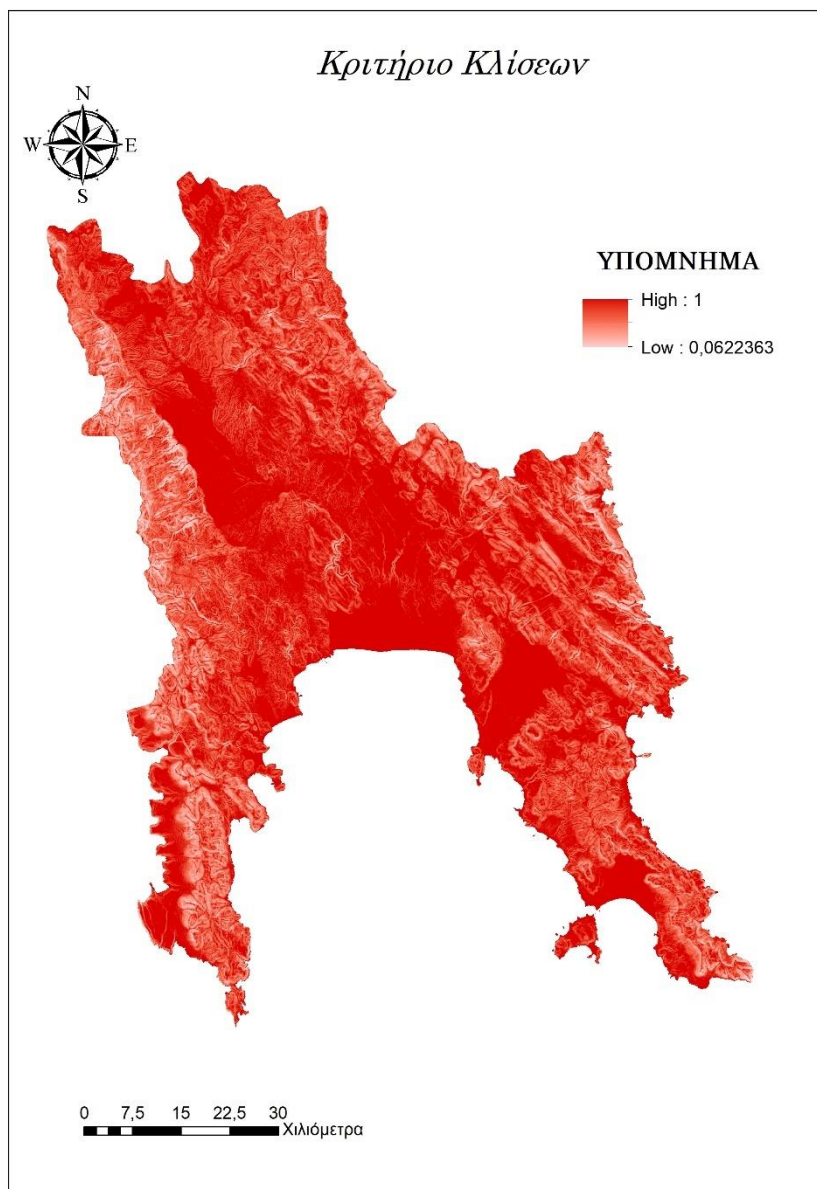 Κριτήριο Κλίσεων
N
W E
S
ΥΠΟΜΝΗΜΑ
High : 1
Low : 0,0622363
0 7,5 15 22,5 30
Χιλιόμετρα